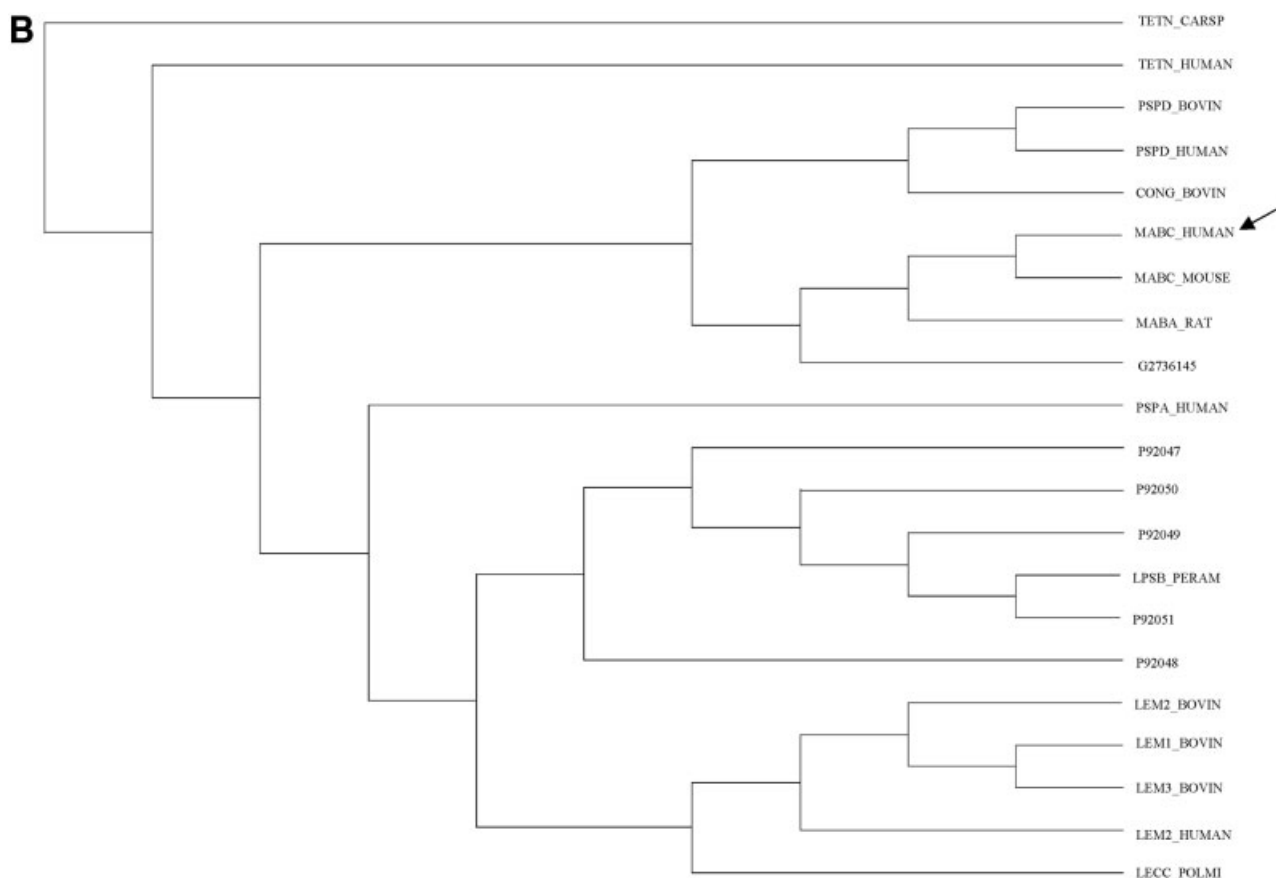 B
TETN_CARSP
TETN_HUMAN
PSPD_BOVIN
PSPD_HUMAN
CONG_BOVIN
MABC_HUMAN
MABC_MOUSE
MABA_RAT
G2736145
PSPA_HUMAN
P92047
P92050
P92049
LPSB_PERAM
P92051
P92048
LEM2_BOVIN
LEM1_BOVIN
LEM3_BOVIN
LEM2_HUMAN
LECC_POLMI